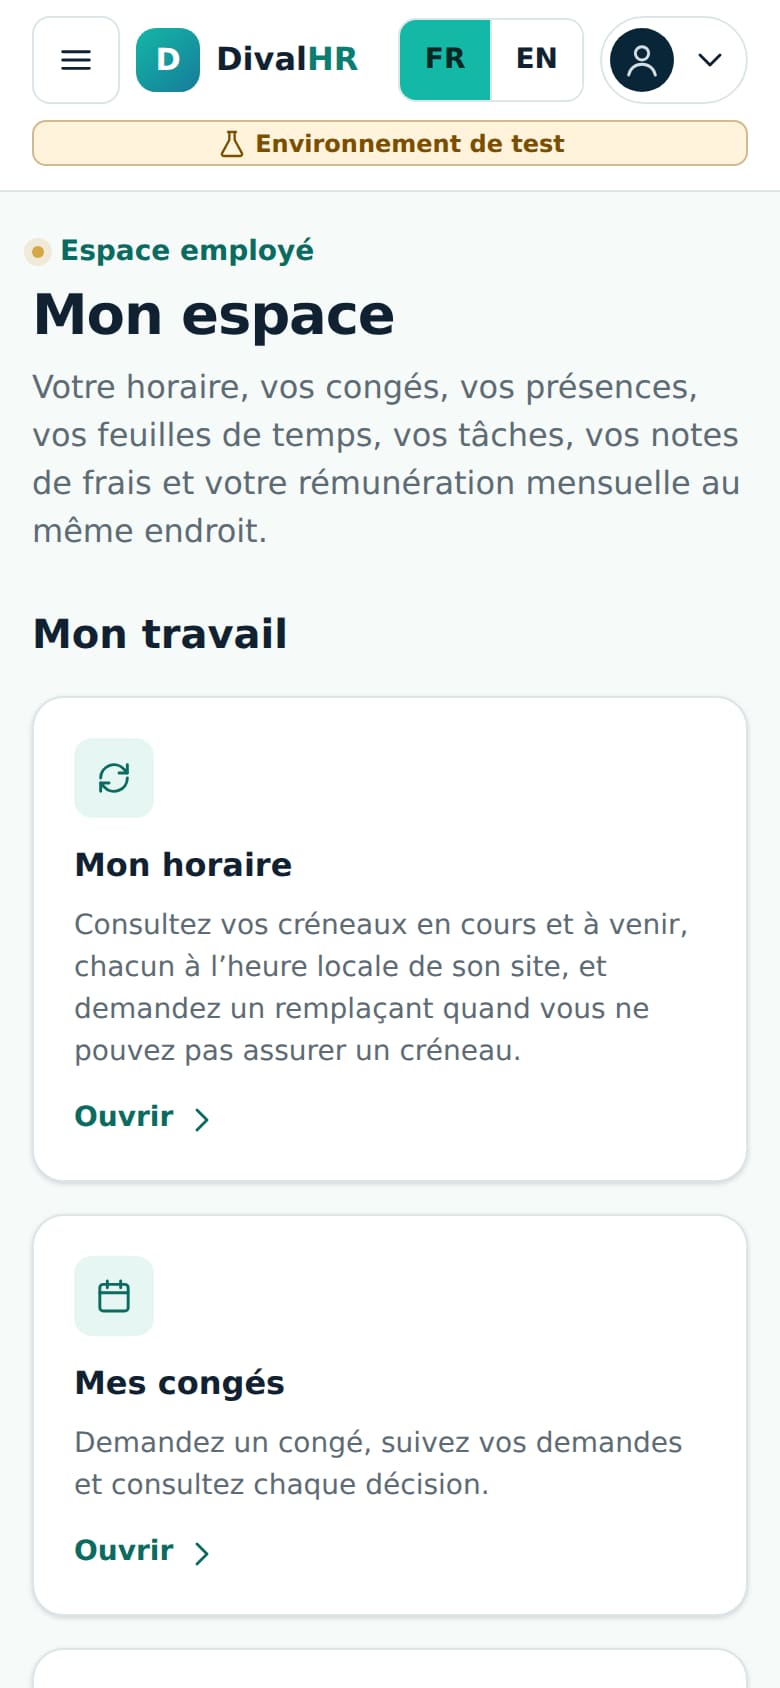 D DivalHR FR EN
Environnement de test
Espace employé
Mon espace
Votre horaire, vos congés, vos présences,
vos feuilles de temps, vos tâches, vos notes
de frais et votre rémunération mensuelle au
même endroit.
Mon travail
Mon horaire
Consultez vos créneaux en cours et à venir,
chacun à l’heure locale de son site, et
demandez un remplaçant quand vous ne
pouvez pas assurer un créneau.
Ouvrir
Mes congés
Demandez un congé, suivez vos demandes
et consultez chaque décision.
Ouvrir